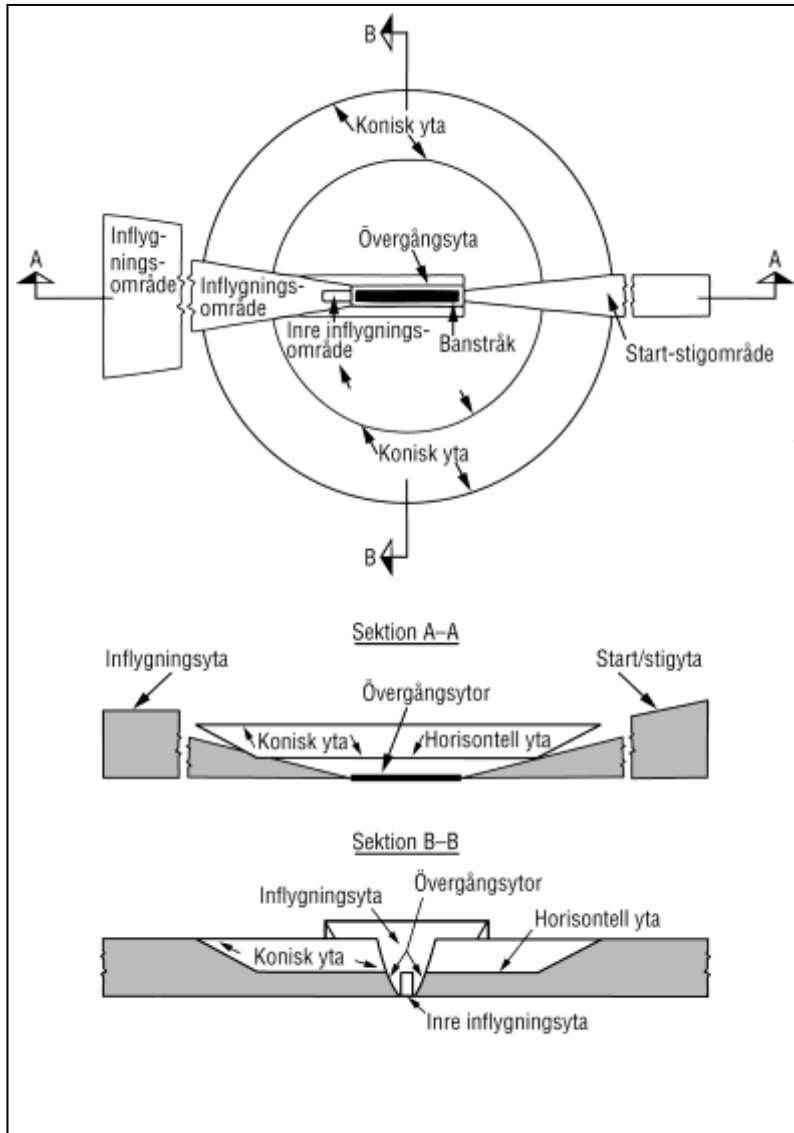 B
Konisk yta
Inflyg-
nings-
område
A
Övergångsyta
A
Inflygnings-
område
Inre inflygnings-
område
Banstråk
Start-stigområde
Konisk yta
B
Sektion A–A
Inflygningsyta
Start/stigyta
Övergångsytor
Konisk yta
Horisontell yta
Sektion B–B
Inflygningsyta
Övergångsytor
Horisontell yta
Konisk yta
Inre inflygningsyta